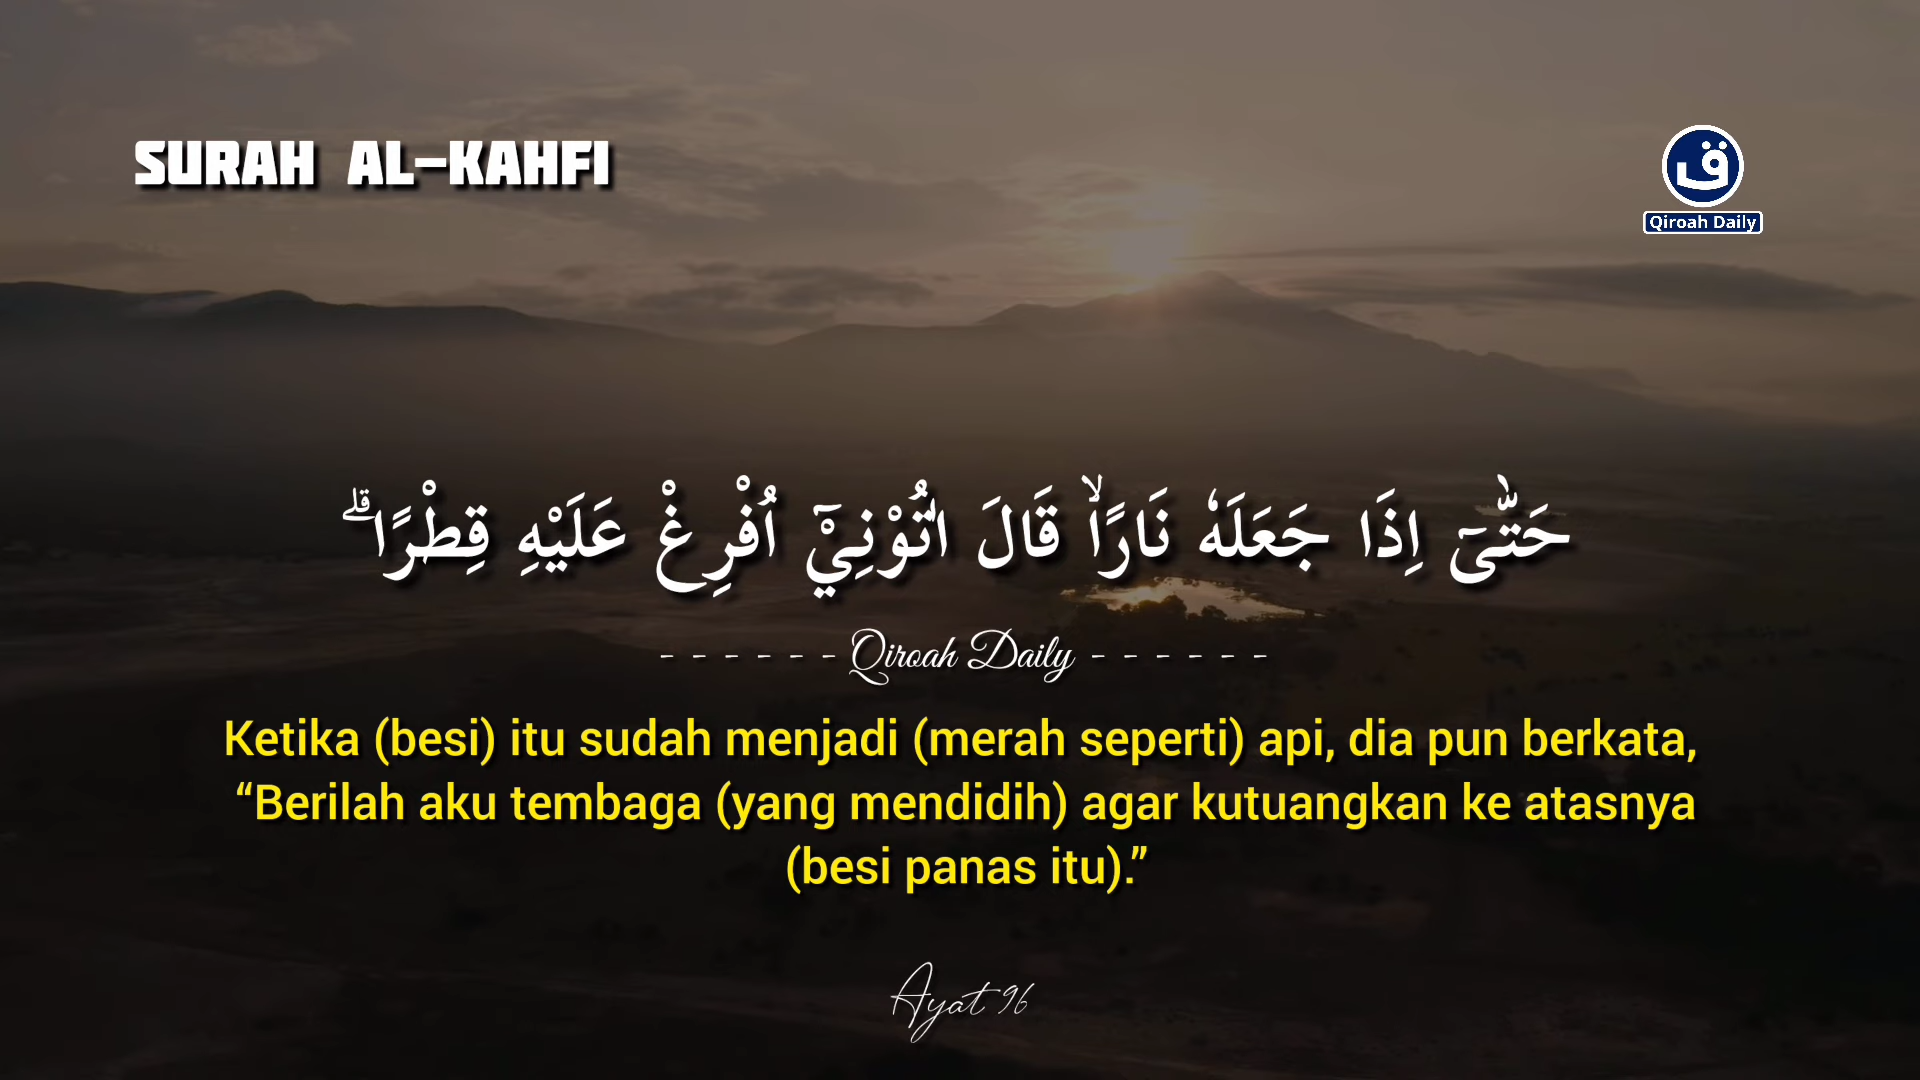 SURAH AL-KAHFI
ق
Qiroah Daily
حَتّٰىٓ اِذَا جَعَلَهٗ نَارًاۙ قَالَ اٰتُوْنِيْٓ اُفْرِغْ عَلَيْهِ قِطْرًا ۗ
- - - - - - Qiroah Daily - - - - - -
Ketika (besi) itu sudah menjadi (merah seperti) api, dia pun berkata,
“Berilah aku tembaga (yang mendidih) agar kutuangkan ke atasnya
(besi panas itu).”
Ayat 96